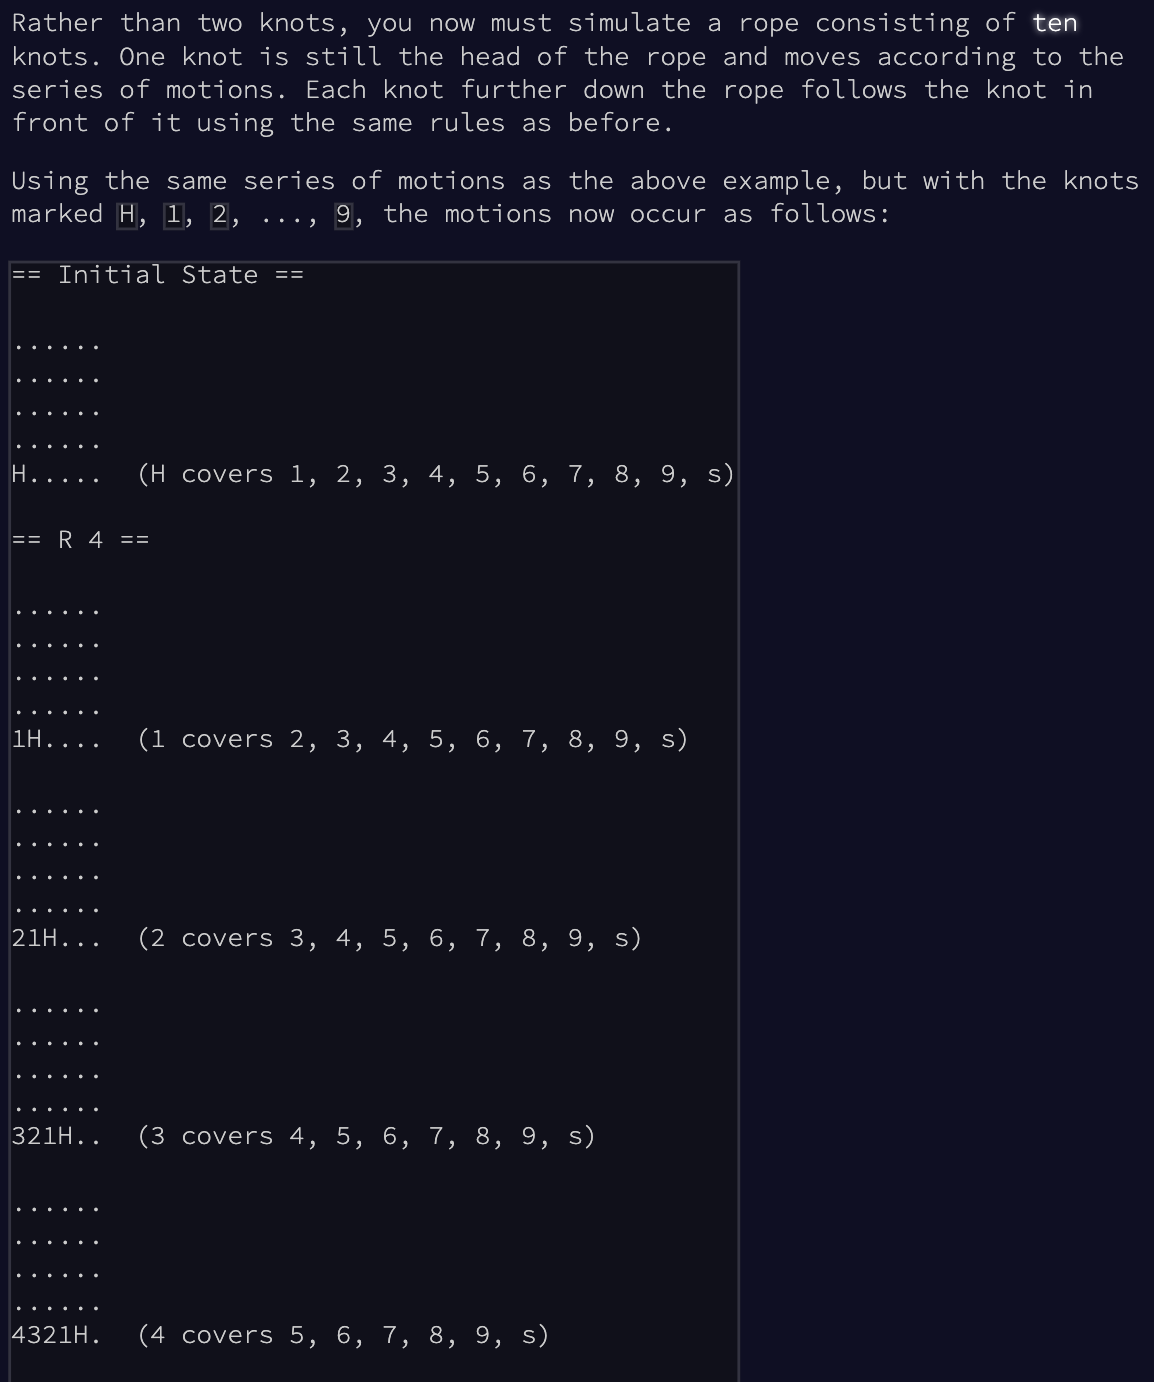 Rather than two knots, you now must simulate a rope consisting of ten
knots. One knot is still the head of the rope and moves according to the
series of motions. Each knot further down the rope follows the knot in
front of it using the same rules as before.
Using the same series of motions as the above example, but with the knots
marked H, 1, 2, ..., 9, the motions now occur as follows:
== Initial State ==
......
......
......
......
H.....  (H covers 1, 2, 3, 4, 5, 6, 7, 8, 9, s)
== R 4 ==
......
......
......
......
1H....  (1 covers 2, 3, 4, 5, 6, 7, 8, 9, s)
......
......
......
......
21H...  (2 covers 3, 4, 5, 6, 7, 8, 9, s)
......
......
......
......
321H..  (3 covers 4, 5, 6, 7, 8, 9, s)
......
......
......
......
4321H.  (4 covers 5, 6, 7, 8, 9, s)